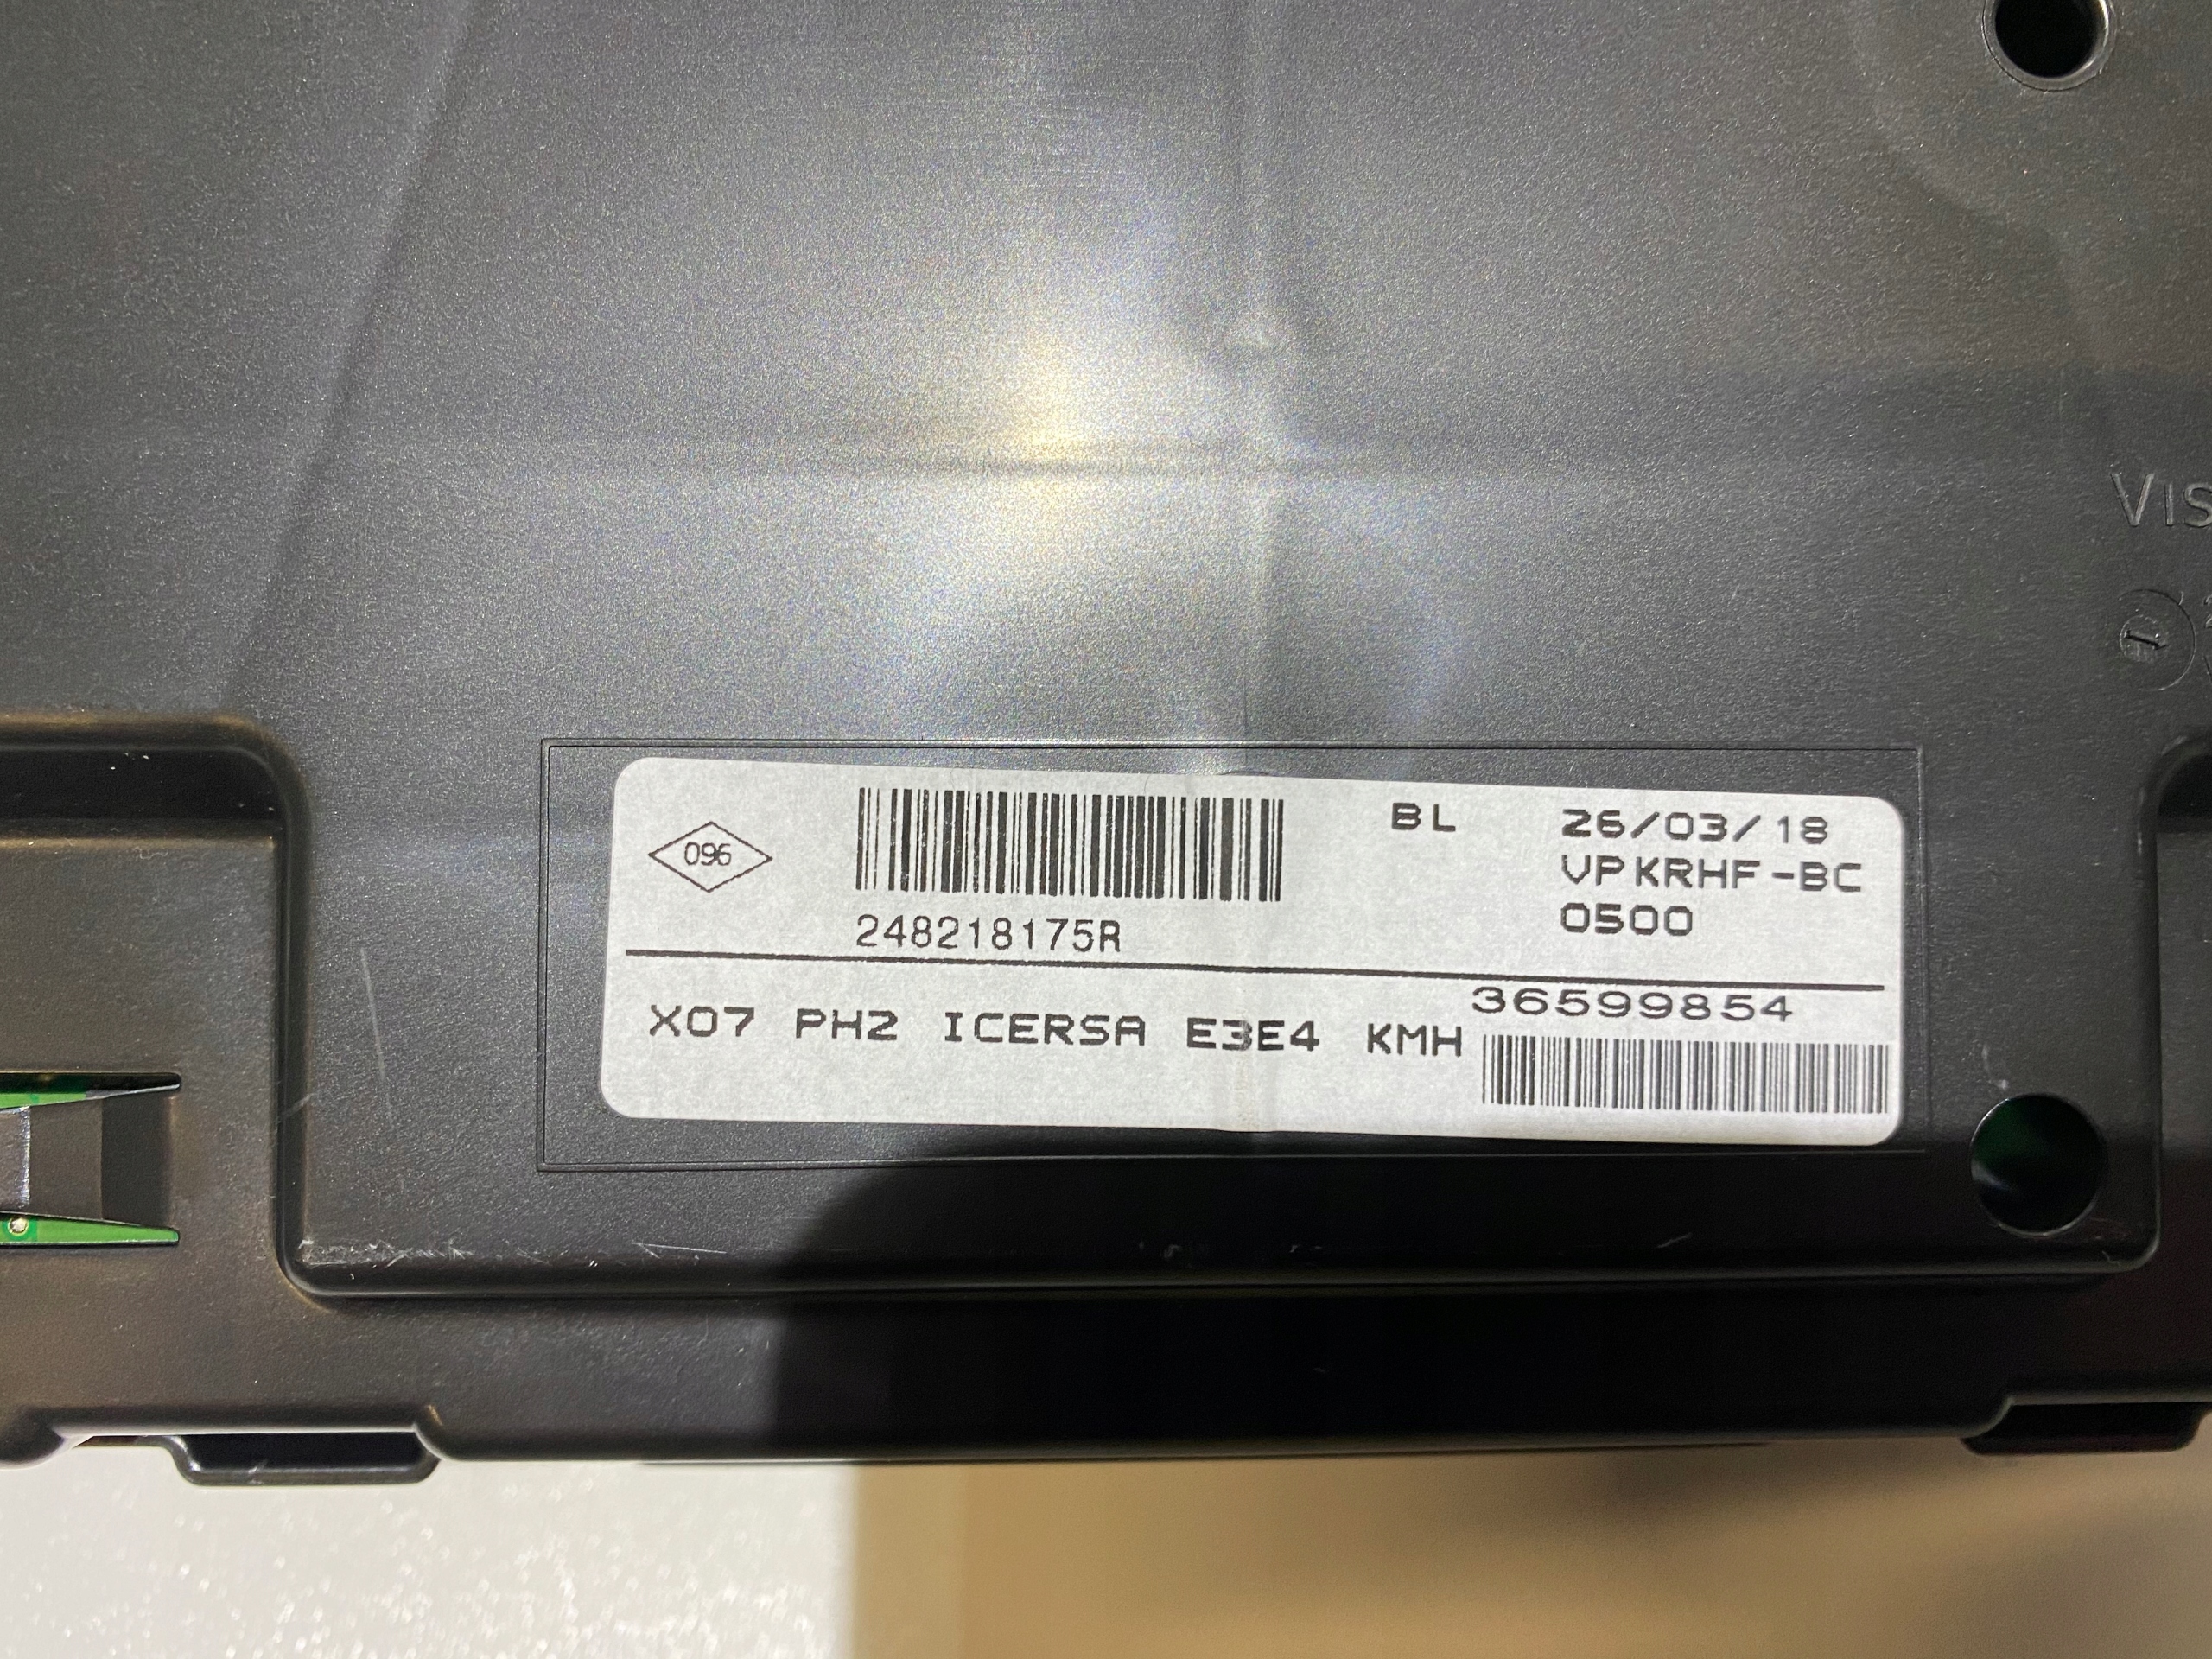 096
248218175R
BL
26/03/18
VPKRHF-BC
0500
X07 PH2 ICERSA E3E4 KMH
36599854